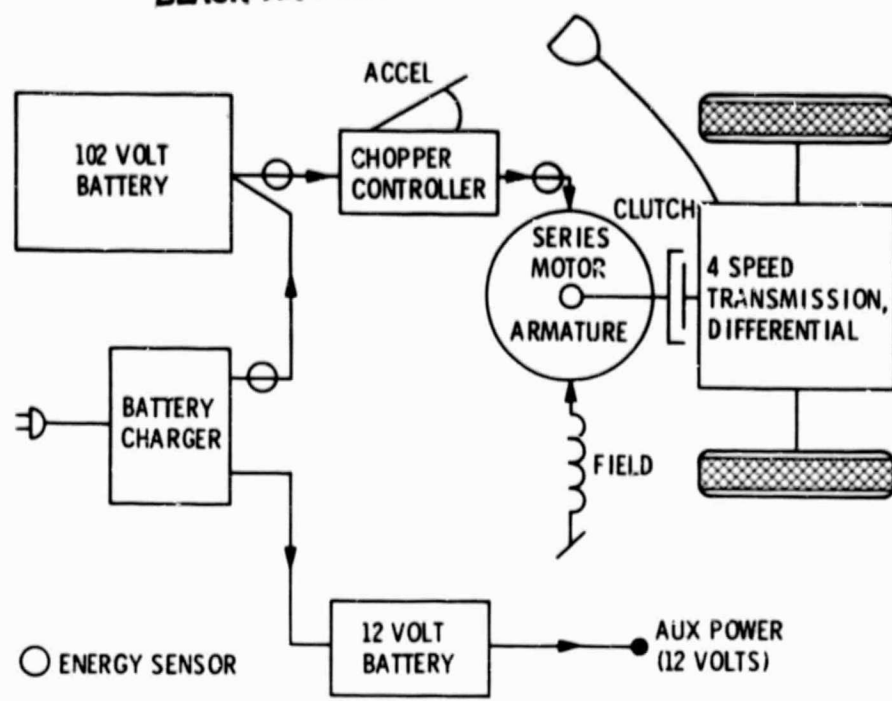 ACCEL
102 VOLT
BATTERY
CHOPPER
CONTROLLER
CLUTCH
SERIES
MOTOR
ARMATURE
4 SPEED
TRANSMISSION,
DIFFERENTIAL
BATTERY
CHARGER
FIELD
12 VOLT
BATTERY
AUX POWER
(12 VOLTS)
ENERGY SENSOR